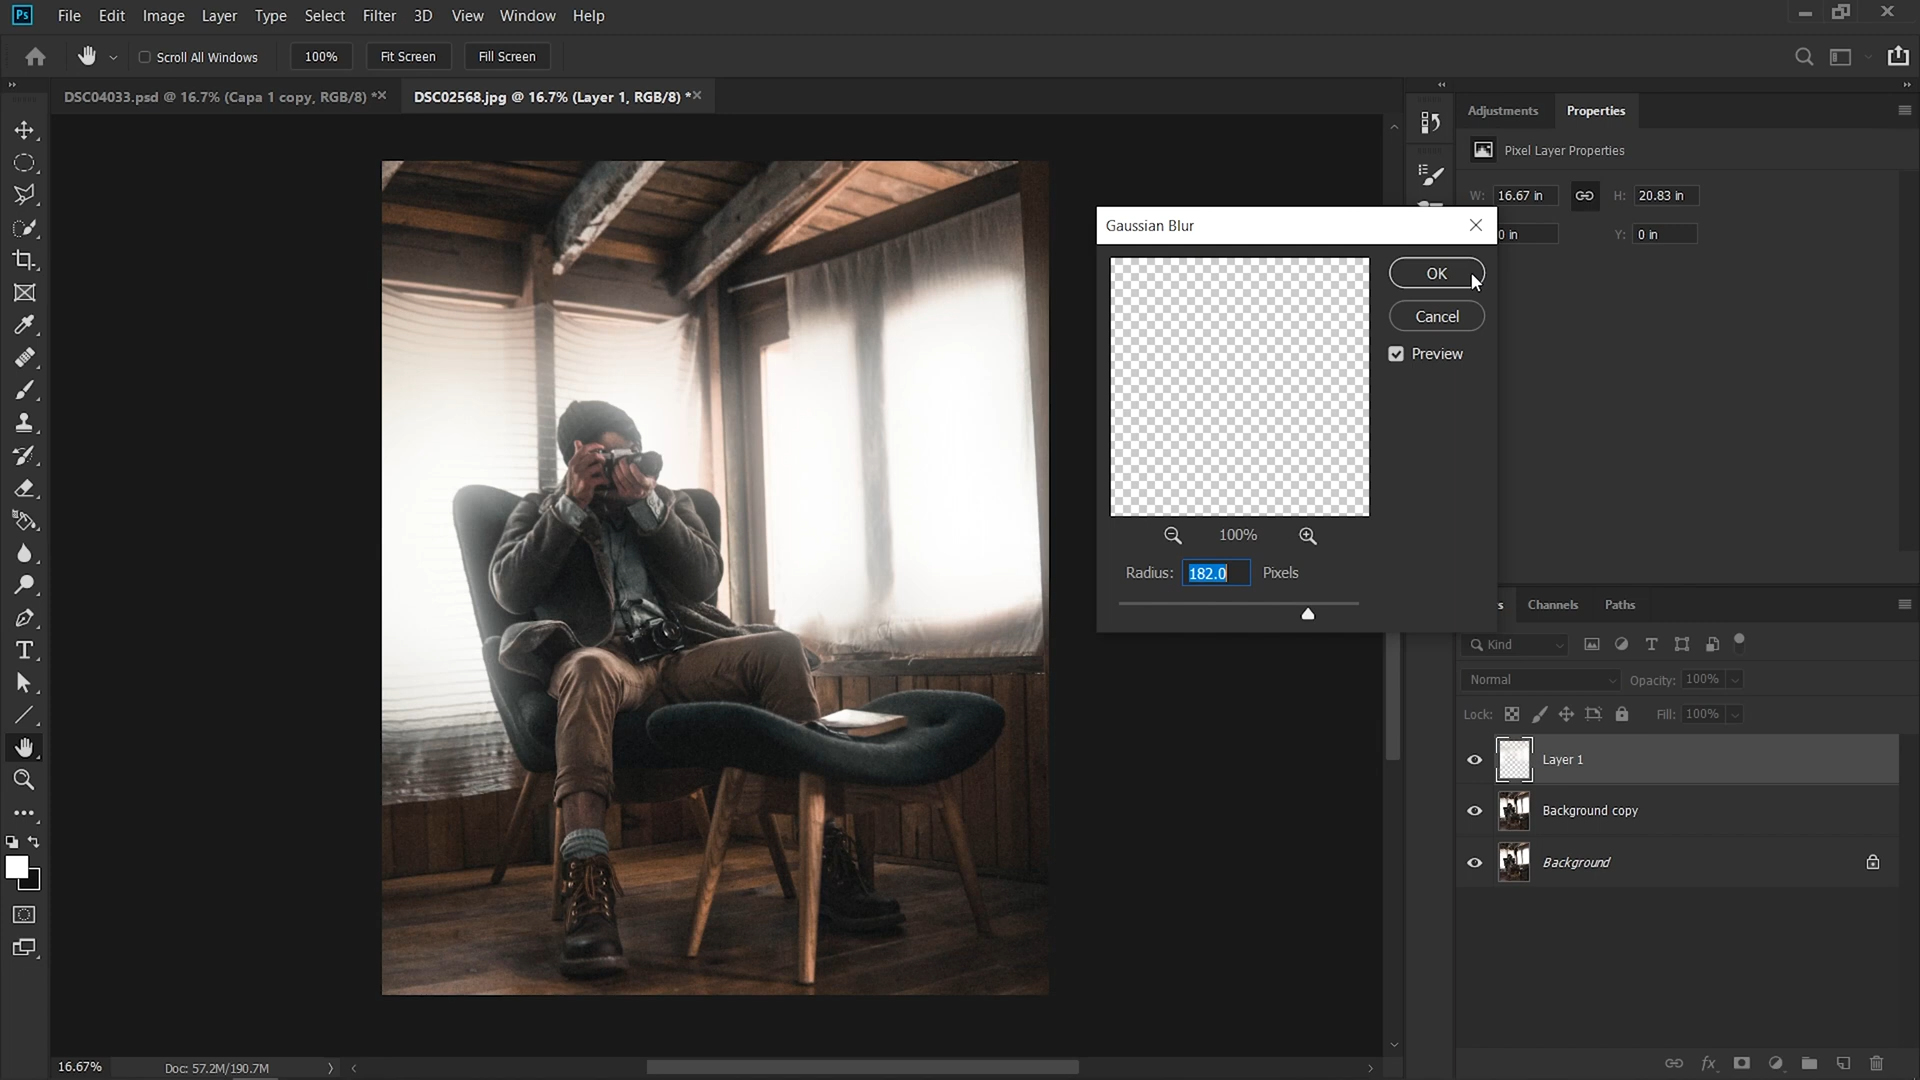 Ps File Edit Image Layer Type Select Filter 3D View Window Help
Scroll All Windows 100% Fit Screen Fill Screen
DSC04033.psd @ 16.7% (Capa 1 copy, RGB/8) * DSC02568.jpg @ 16.7% (Layer 1, RGB/8) *
Adjustments Properties
Pixel Layer Properties
W: 16.67 in H: 20.83 in
0 in Y: 0 in
Gaussian Blur
OK
Cancel
Preview
100%
Radius: 182.0 Pixels
s Channels Paths
Kind
Normal Opacity: 100%
Lock: Fill: 100%
Layer 1
Background copy
Background
fx
16.67% Doc: 57.2M/190.7M